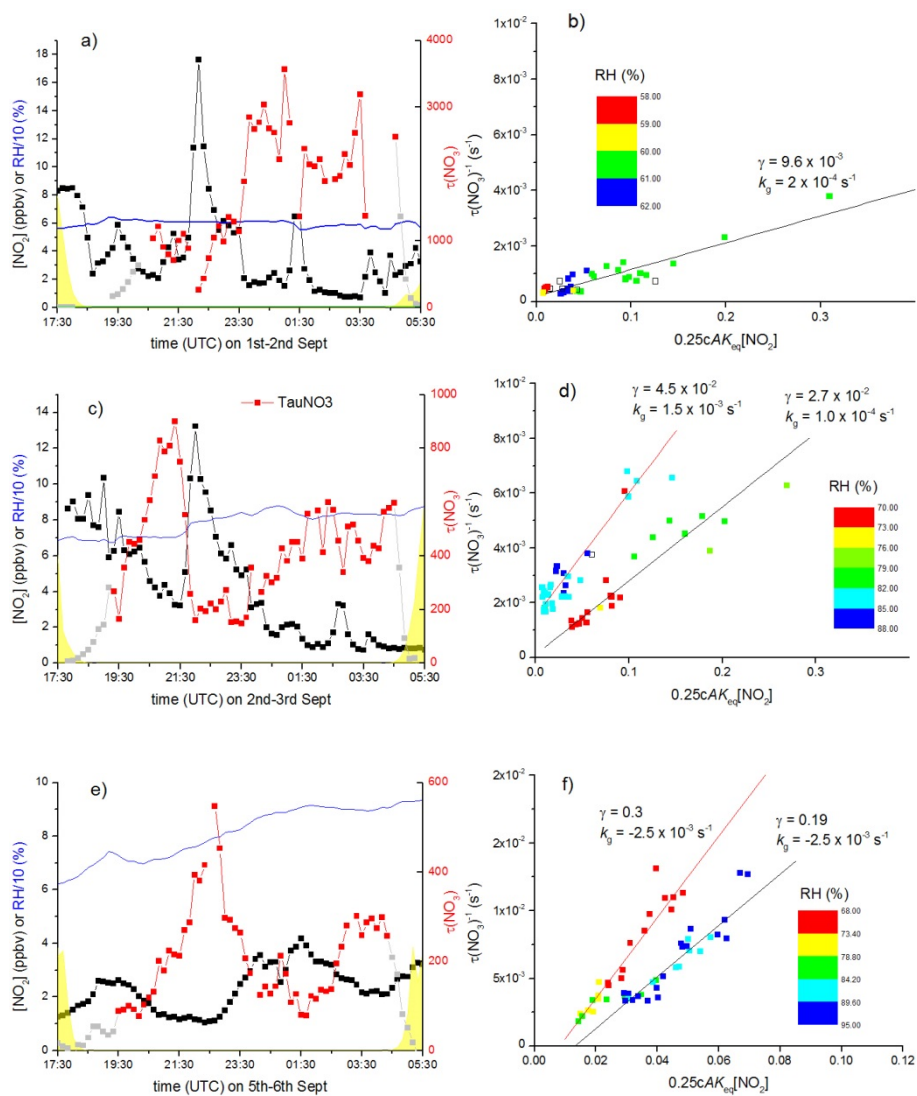 a)
[NO₂] (ppbv) or RH/10 (%)
18
16
14
12
10
8
6
4
2
0
4000
3000
2000
1000
0
τ(NO₃)
17:30 19:30 21:30 23:30 01:30 03:30 05:30
time (UTC) on 1st-2nd Sept
b)
τ(NO₃)⁻¹ (s⁻¹)
1x10⁻²
8x10⁻³
6x10⁻³
4x10⁻³
2x10⁻³
0
RH (%)
58.00
59.00
60.00
61.00
62.00
γ = 9.6 x 10⁻³
kg = 2 x 10⁻⁴ s⁻¹
0.0 0.1 0.2 0.3
0.25cAKeq[NO₂]
c)
[NO₂] (ppbv) or RH/10 (%)
14
12
10
8
6
4
2
0
TauNO3
1000
800
600
400
200
0
τ(NO₃)
17:30 19:30 21:30 23:30 01:30 03:30 05:30
time (UTC) on 2nd-3rd Sept
d)
τ(NO₃)⁻¹ (s⁻¹)
1x10⁻²
8x10⁻³
6x10⁻³
4x10⁻³
2x10⁻³
0
γ = 4.5 x 10⁻²
kg = 1.5 x 10⁻³ s⁻¹
γ = 2.7 x 10⁻²
kg = 1.0 x 10⁻⁴ s⁻¹
RH (%)
70.00
73.00
76.00
79.00
82.00
85.00
88.00
0.0 0.1 0.2 0.3
0.25cAKeq[NO₂]
e)
[NO₂] (ppbv) or RH/10 (%)
10
8
6
4
2
0
600
400
200
0
τ(NO₃)
17:30 19:30 21:30 23:30 01:30 03:30 05:30
time (UTC) on 5th-6th Sept
f)
τ(NO₃)⁻¹ (s⁻¹)
2x10⁻²
2x10⁻²
1x10⁻²
5x10⁻³
0
γ = 0.3
kg = -2.5 x 10⁻³ s⁻¹
γ = 0.19
kg = -2.5 x 10⁻³ s⁻¹
RH (%)
68.00
73.40
78.80
84.20
89.60
95.00
0.00 0.02 0.04 0.06 0.08 0.10 0.12
0.25cAKeq[NO₂]